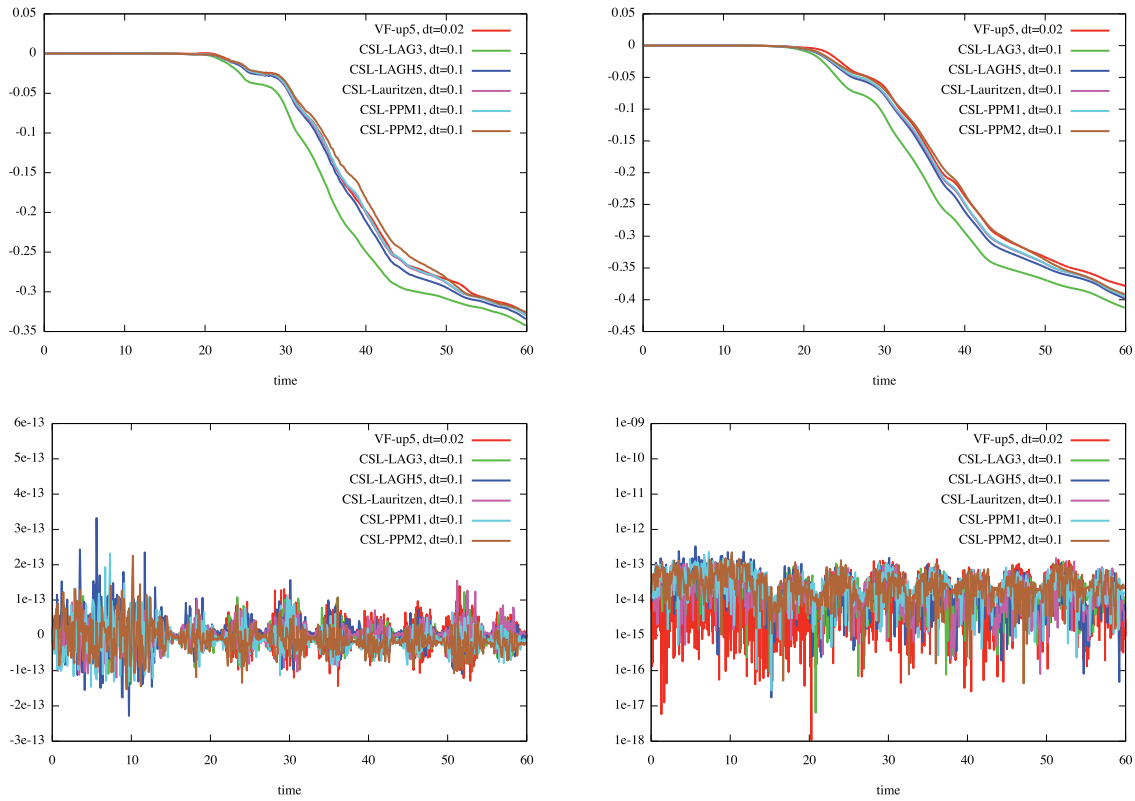 0.05
0
-0.05
-0.1
-0.15
-0.2
-0.25
-0.3
-0.35
0 10 20 30 40 50 60
time
VF-up5, dt=0.02
CSL-LAG3, dt=0.1
CSL-LAGH5, dt=0.1
CSL-Lauritzen, dt=0.1
CSL-PPM1, dt=0.1
CSL-PPM2, dt=0.1
0.05
0
-0.05
-0.1
-0.15
-0.2
-0.25
-0.3
-0.35
-0.4
-0.45
0 10 20 30 40 50 60
time
VF-up5, dt=0.02
CSL-LAG3, dt=0.1
CSL-LAGH5, dt=0.1
CSL-Lauritzen, dt=0.1
CSL-PPM1, dt=0.1
CSL-PPM2, dt=0.1
6e-13
5e-13
4e-13
3e-13
2e-13
1e-13
0
-1e-13
-2e-13
-3e-13
0 10 20 30 40 50 60
time
VF-up5, dt=0.02
CSL-LAG3, dt=0.1
CSL-LAGH5, dt=0.1
CSL-Lauritzen, dt=0.1
CSL-PPM1, dt=0.1
CSL-PPM2, dt=0.1
1e-09
1e-10
1e-11
1e-12
1e-13
1e-14
1e-15
1e-16
1e-17
1e-18
0 10 20 30 40 50 60
time
VF-up5, dt=0.02
CSL-LAG3, dt=0.1
CSL-LAGH5, dt=0.1
CSL-Lauritzen, dt=0.1
CSL-PPM1, dt=0.1
CSL-PPM2, dt=0.1